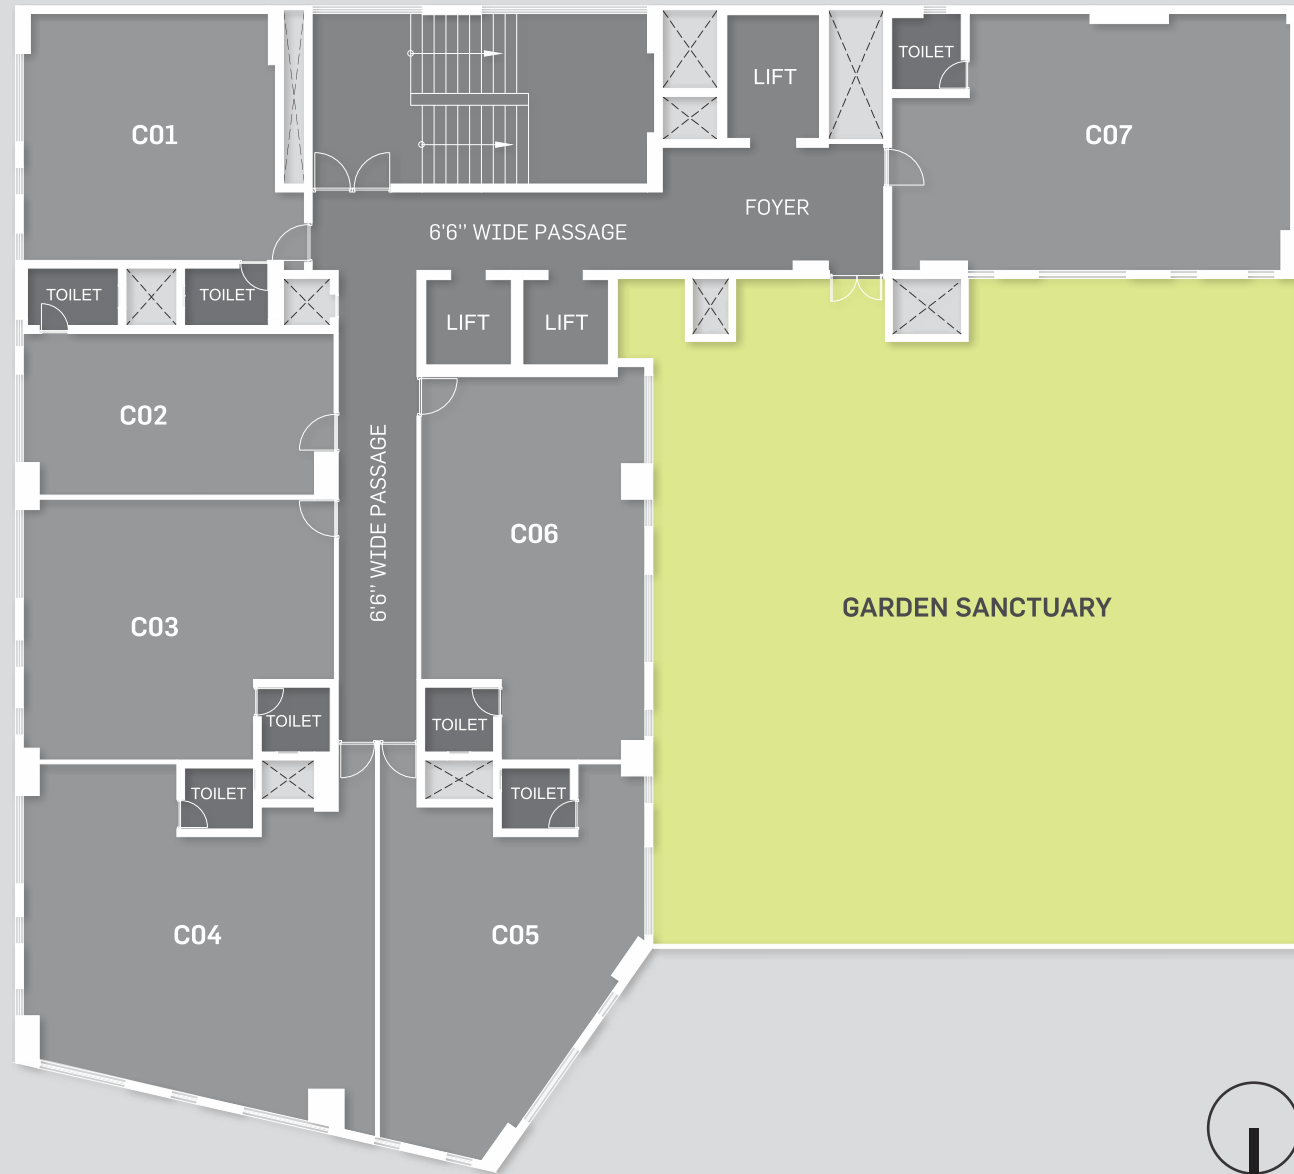 TOILET
LIFT
C01
C07
FOYER
6'6'' WIDE PASSAGE
TOILET
TOILET
LIFT
LIFT
C02
6'6'' WIDE PASSAGE
C06
GARDEN SANCTUARY
C03
TOILET
TOILET
TOILET
TOILET
C04
C05